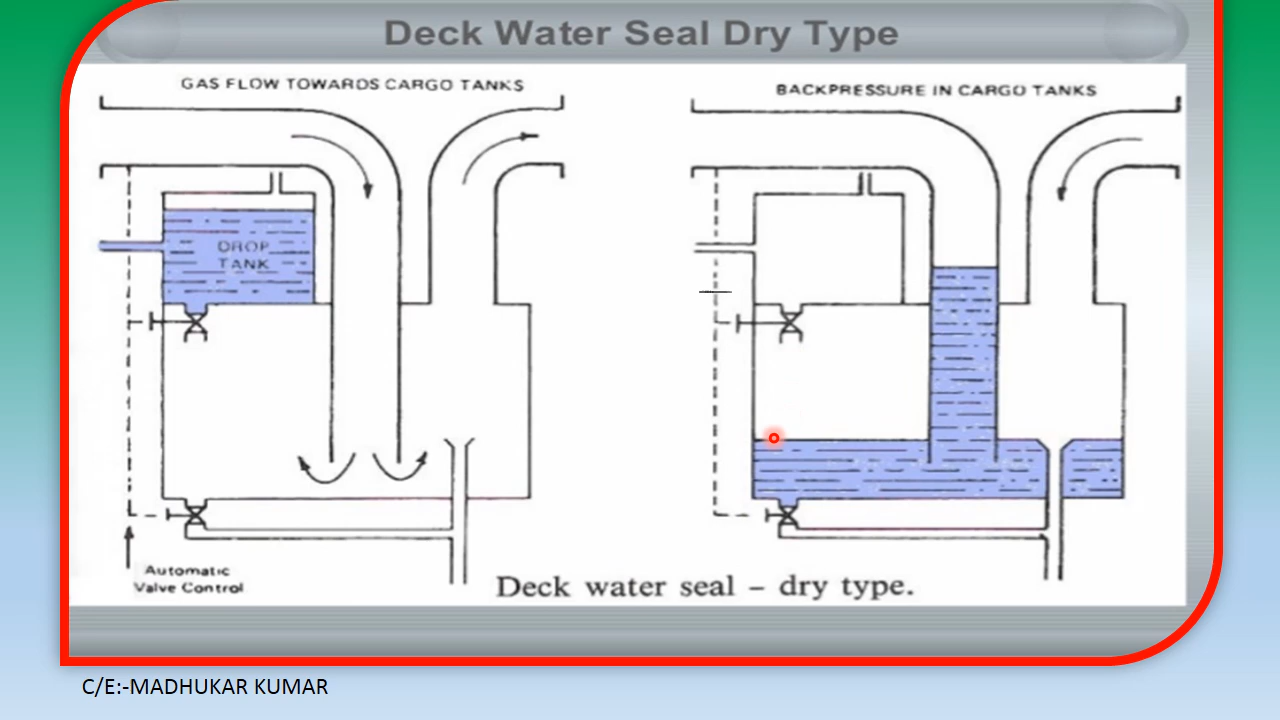 Deck Water Seal Dry Type
GAS FLOW TOWARDS CARGO TANKS
BACKPRESSURE IN CARGO TANKS
DROP
TANK
Automatic
Valve Control
Deck water seal – dry type.
C/E:-MADHUKAR KUMAR